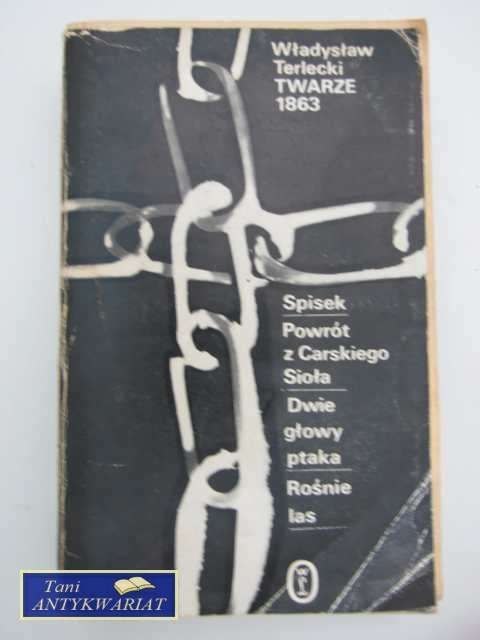 Władysław
Terlecki
TWARZE
1863
Spisek
Powrót
z Carskiego
Sioła
Dwie
głowy
ptaka
Rośnie
las
Tani
ANTYKWARIAT